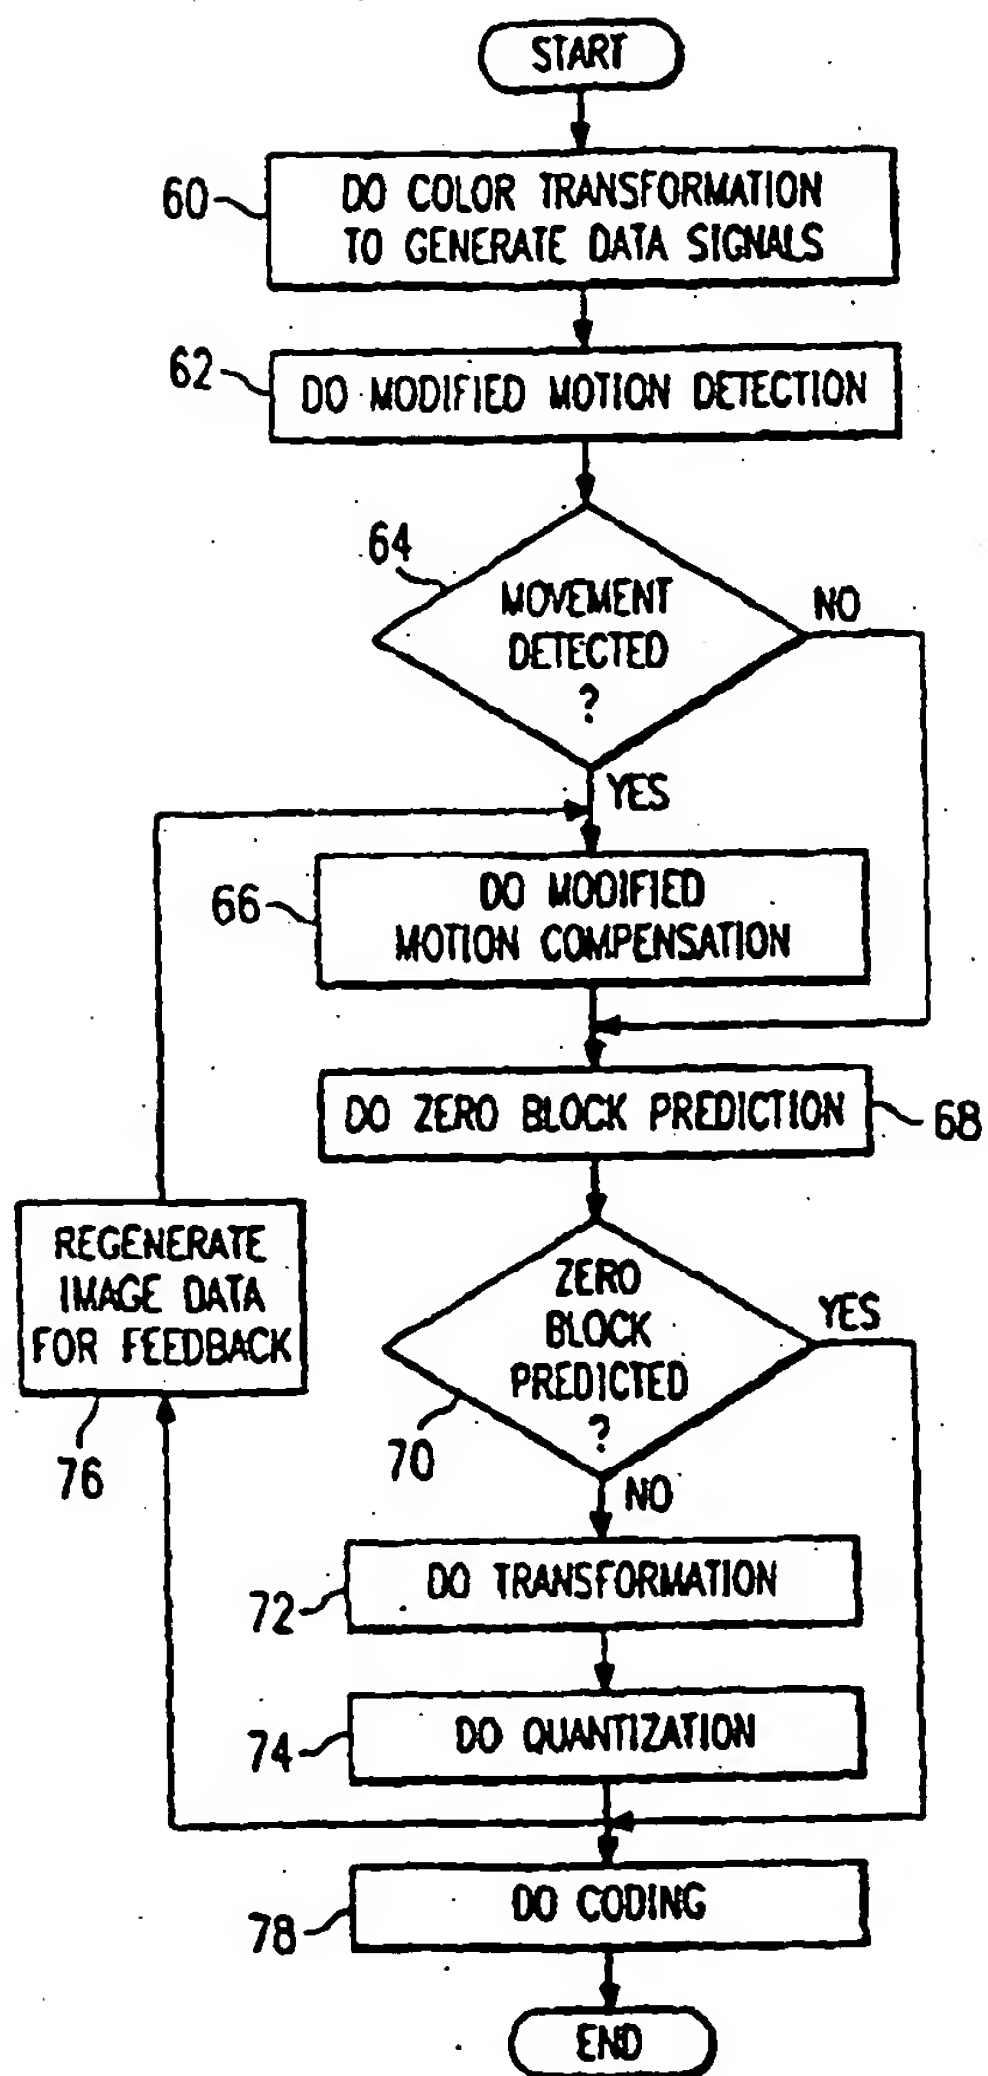 START
60
DO COLOR TRANSFORMATION
TO GENERATE DATA SIGNALS
62
DO MODIFIED MOTION DETECTION
64
MOVEMENT
DETECTED
?
NO
YES
66
DO MODIFIED
MOTION COMPENSATION
DO ZERO BLOCK PREDICTION
68
REGENERATE
IMAGE DATA
FOR FEEDBACK
76
ZERO
BLOCK
PREDICTED
?
YES
70
NO
72
DO TRANSFORMATION
74
DO QUANTIZATION
78
DO CODING
END